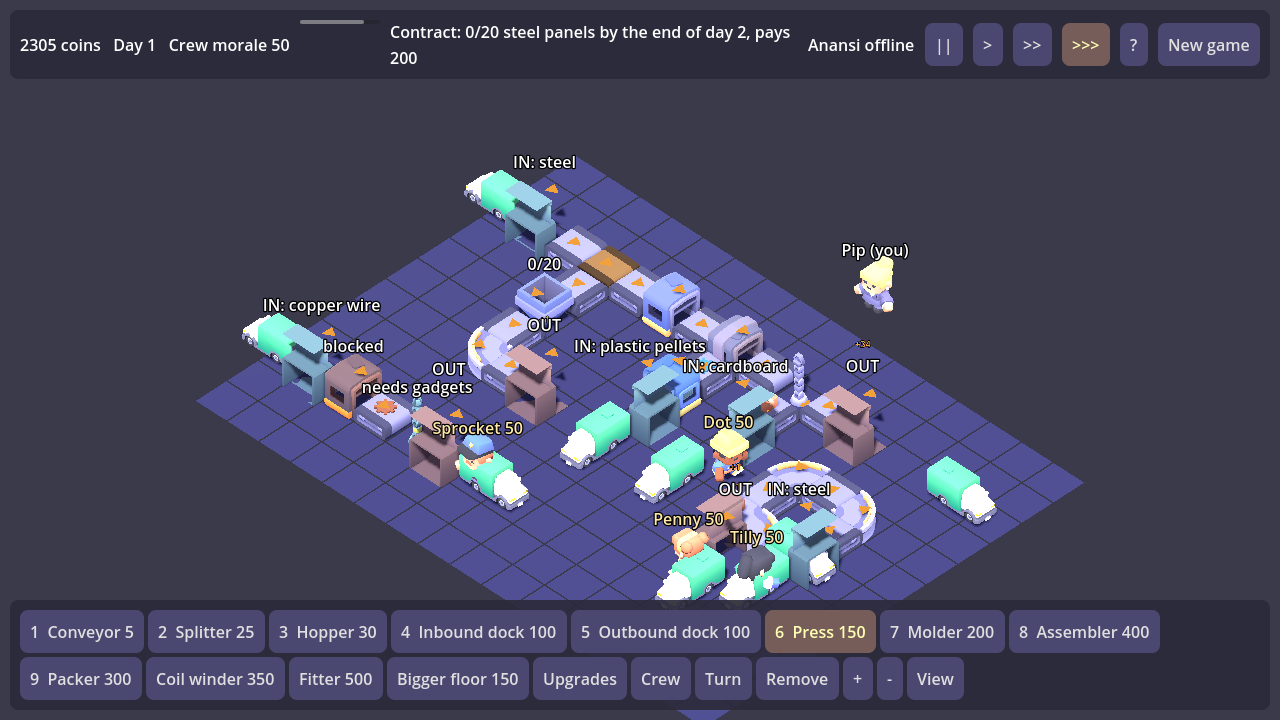 2305 coins Day 1 Crew morale 50
Contract: 0/20 steel panels by the end of day 2, pays
200
Anansi offline || > >> >>> ? New game
IN: steel
Pip (you)
0/20
IN: copper wire
OUT
blocked
IN: plastic pellets
+34
OUT
IN: cardboard
OUT
needs gadgets
Dot 50
Sprocket 50
OUT
IN: steel
Penny 50
Tilly 50
1 Conveyor 5
2 Splitter 25
3 Hopper 30
4 Inbound dock 100
5 Outbound dock 100
6 Press 150
7 Molder 200
8 Assembler 400
9 Packer 300
Coil winder 350
Fitter 500
Bigger floor 150
Upgrades
Crew
Turn
Remove
+
-
View